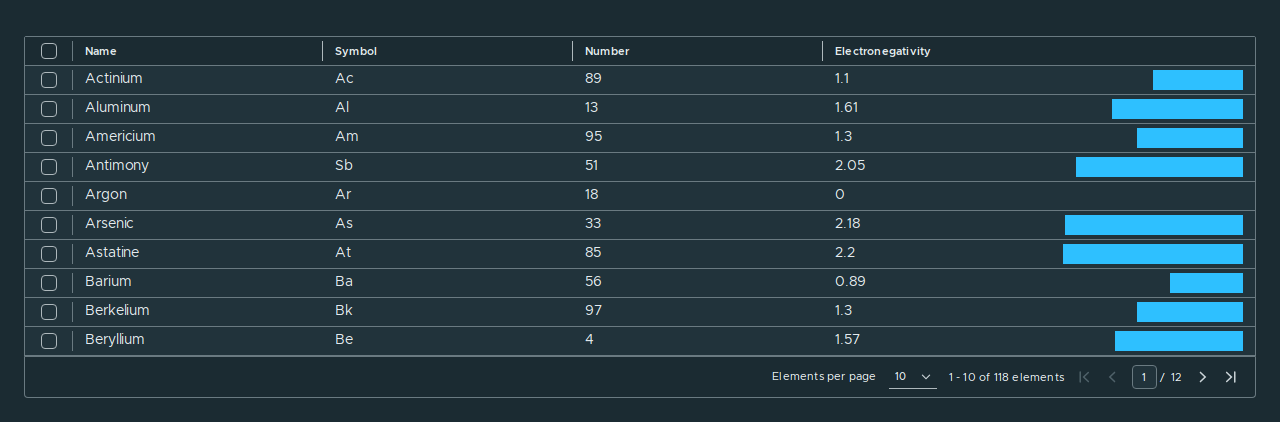 Name Symbol Number Electronegativity
Actinium Ac 89 1.1
Aluminum Al 13 1.61
Americium Am 95 1.3
Antimony Sb 51 2.05
Argon Ar 18 0
Arsenic As 33 2.18
Astatine At 85 2.2
Barium Ba 56 0.89
Berkelium Bk 97 1.3
Beryllium Be 4 1.57
Elements per page 10 1 - 10 of 118 elements 1 / 12